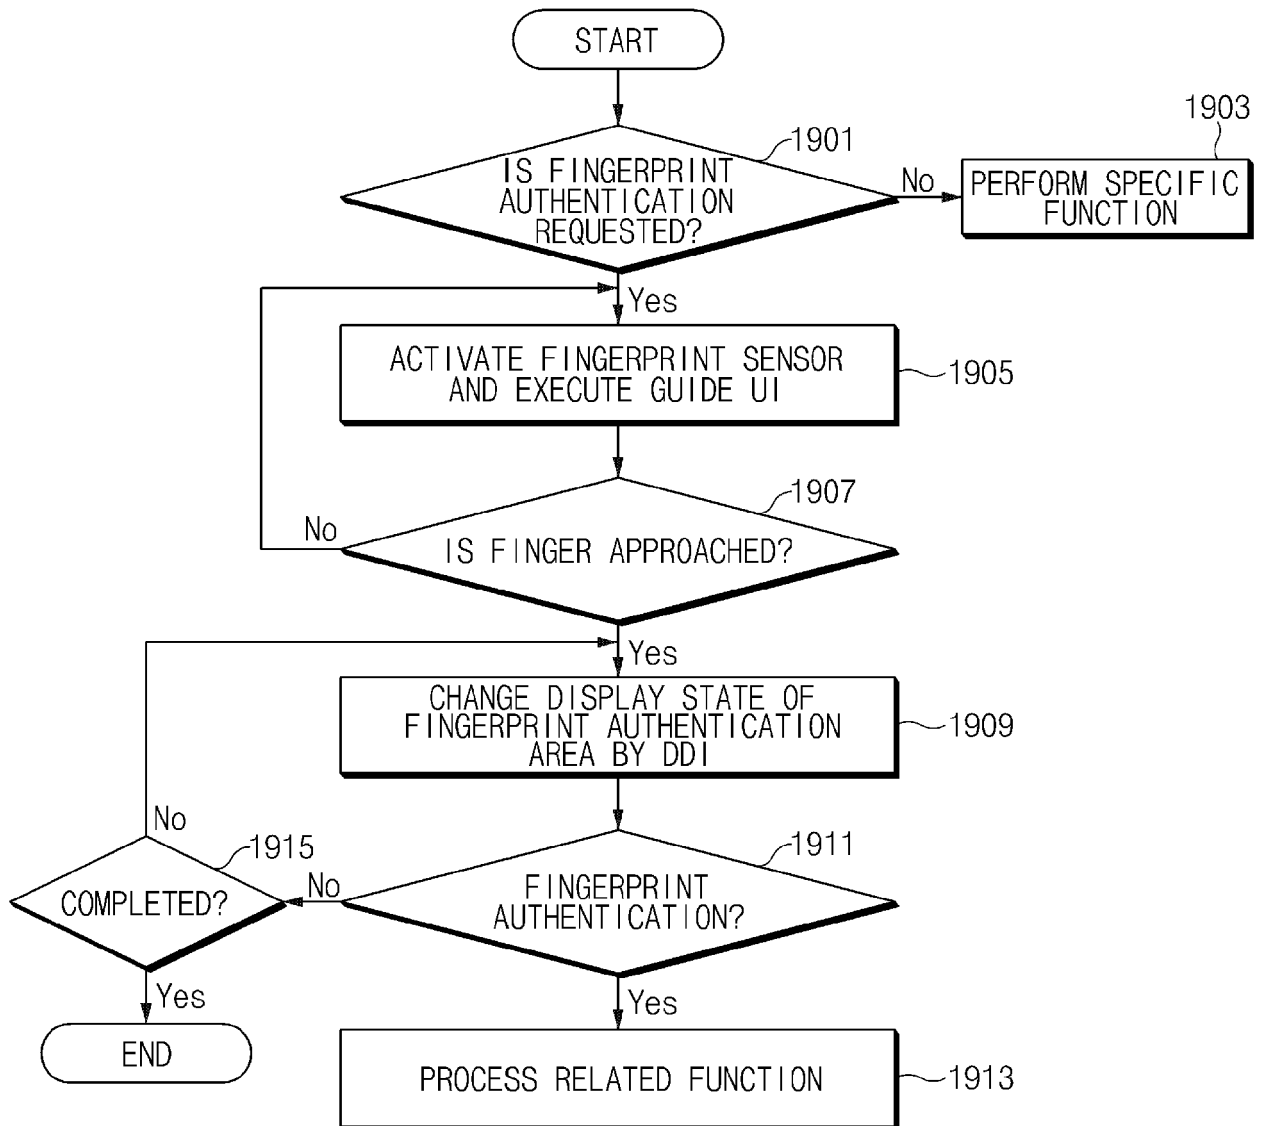 START
1901
IS FINGERPRINT
AUTHENTICATION
REQUESTED?
No
1903
PERFORM SPECIFIC
FUNCTION
Yes
ACTIVATE FINGERPRINT SENSOR
AND EXECUTE GUIDE UI
1905
1907
No
IS FINGER APPROACHED?
Yes
CHANGE DISPLAY STATE OF
FINGERPRINT AUTHENTICATION
AREA BY DDI
1909
1911
FINGERPRINT
AUTHENTICATION?
No
1915
No
COMPLETED?
Yes
END
Yes
PROCESS RELATED FUNCTION
1913